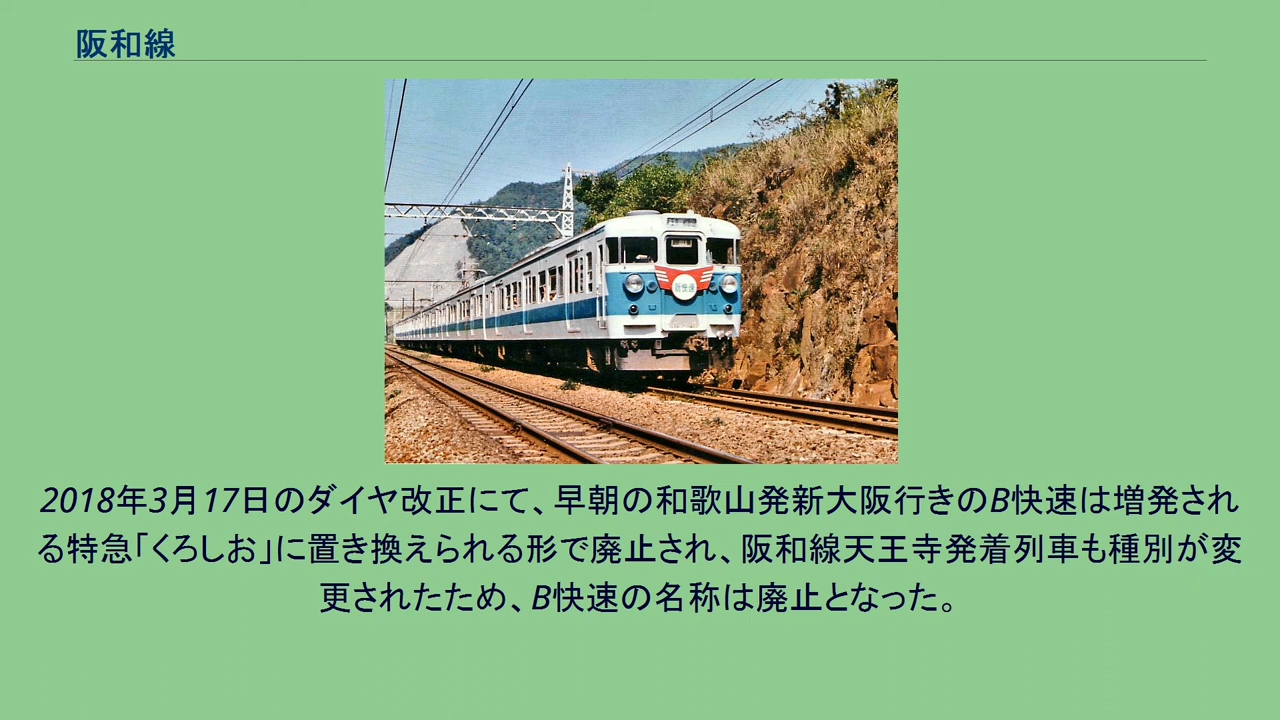 阪和線
新快速
2018年3月17日のダイヤ改正にて、早朝の和歌山発新大阪行きのB快速は増発され
る特急「くろしお」に置き換えられる形で廃止され、阪和線天王寺発着列車も種別が変
更されたため、B快速の名称は廃止となった。